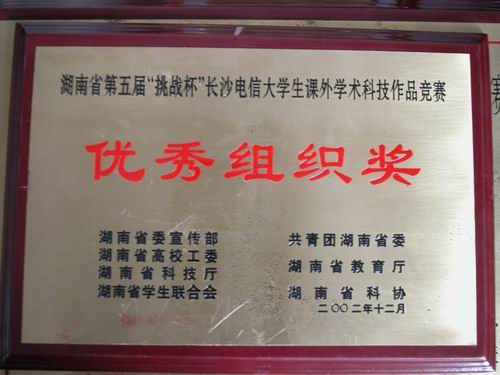 湖南省第五届“挑战杯”长沙电信大学生课外学术科技作品竞赛
优秀组织奖
湖南省委宣传部
湖南省高校工委
湖南省科技厅
湖南省学生联合会
共青团湖南省委
湖南省教育厅
湖南省科协
二〇〇二年十二月
赛